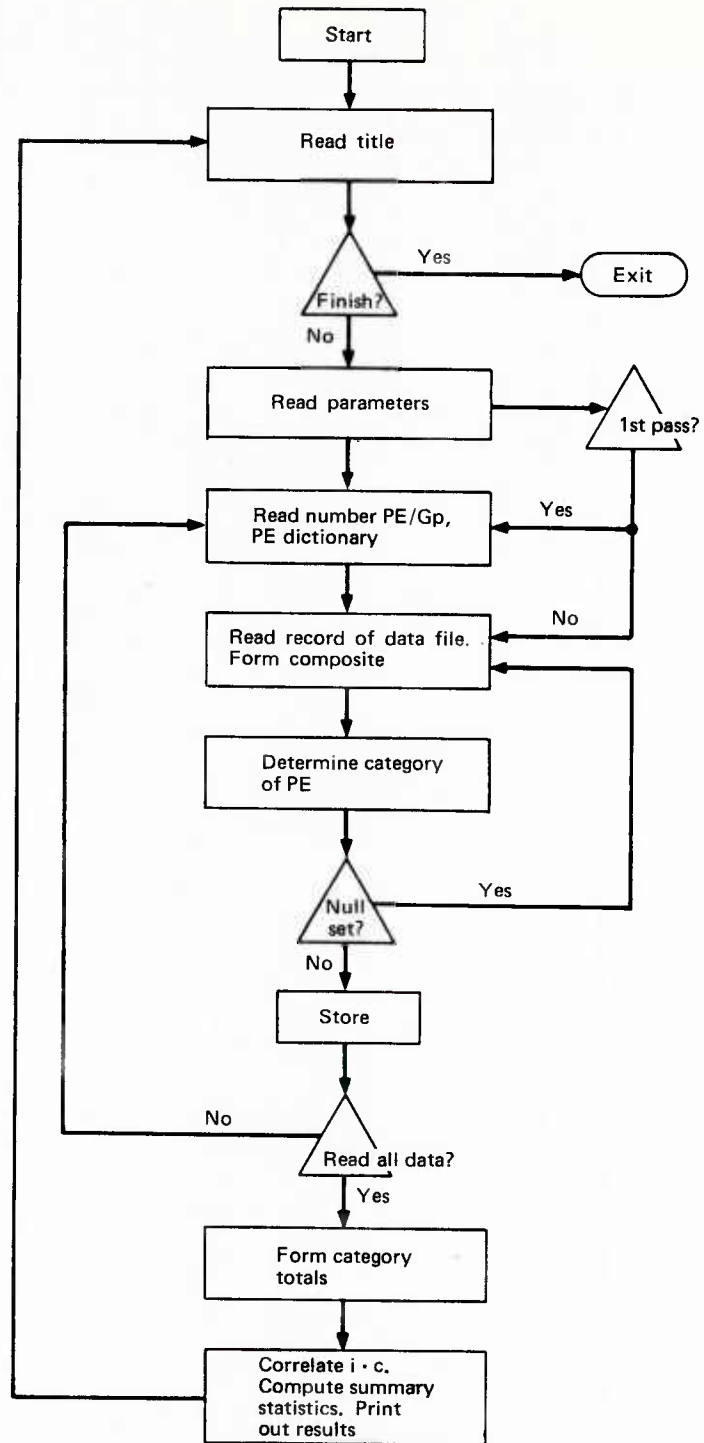 Start
Read title
Yes
Exit
Finish?
No
Read parameters
1st pass?
Read number PE/Gp,
PE dictionary
Yes
No
Read record of data file.
Form composite
Determine category
of PE
Null
set?
Yes
No
Store
No
Read all data?
Yes
Form category
totals
Correlate i · c.
Compute summary
statistics. Print
out results